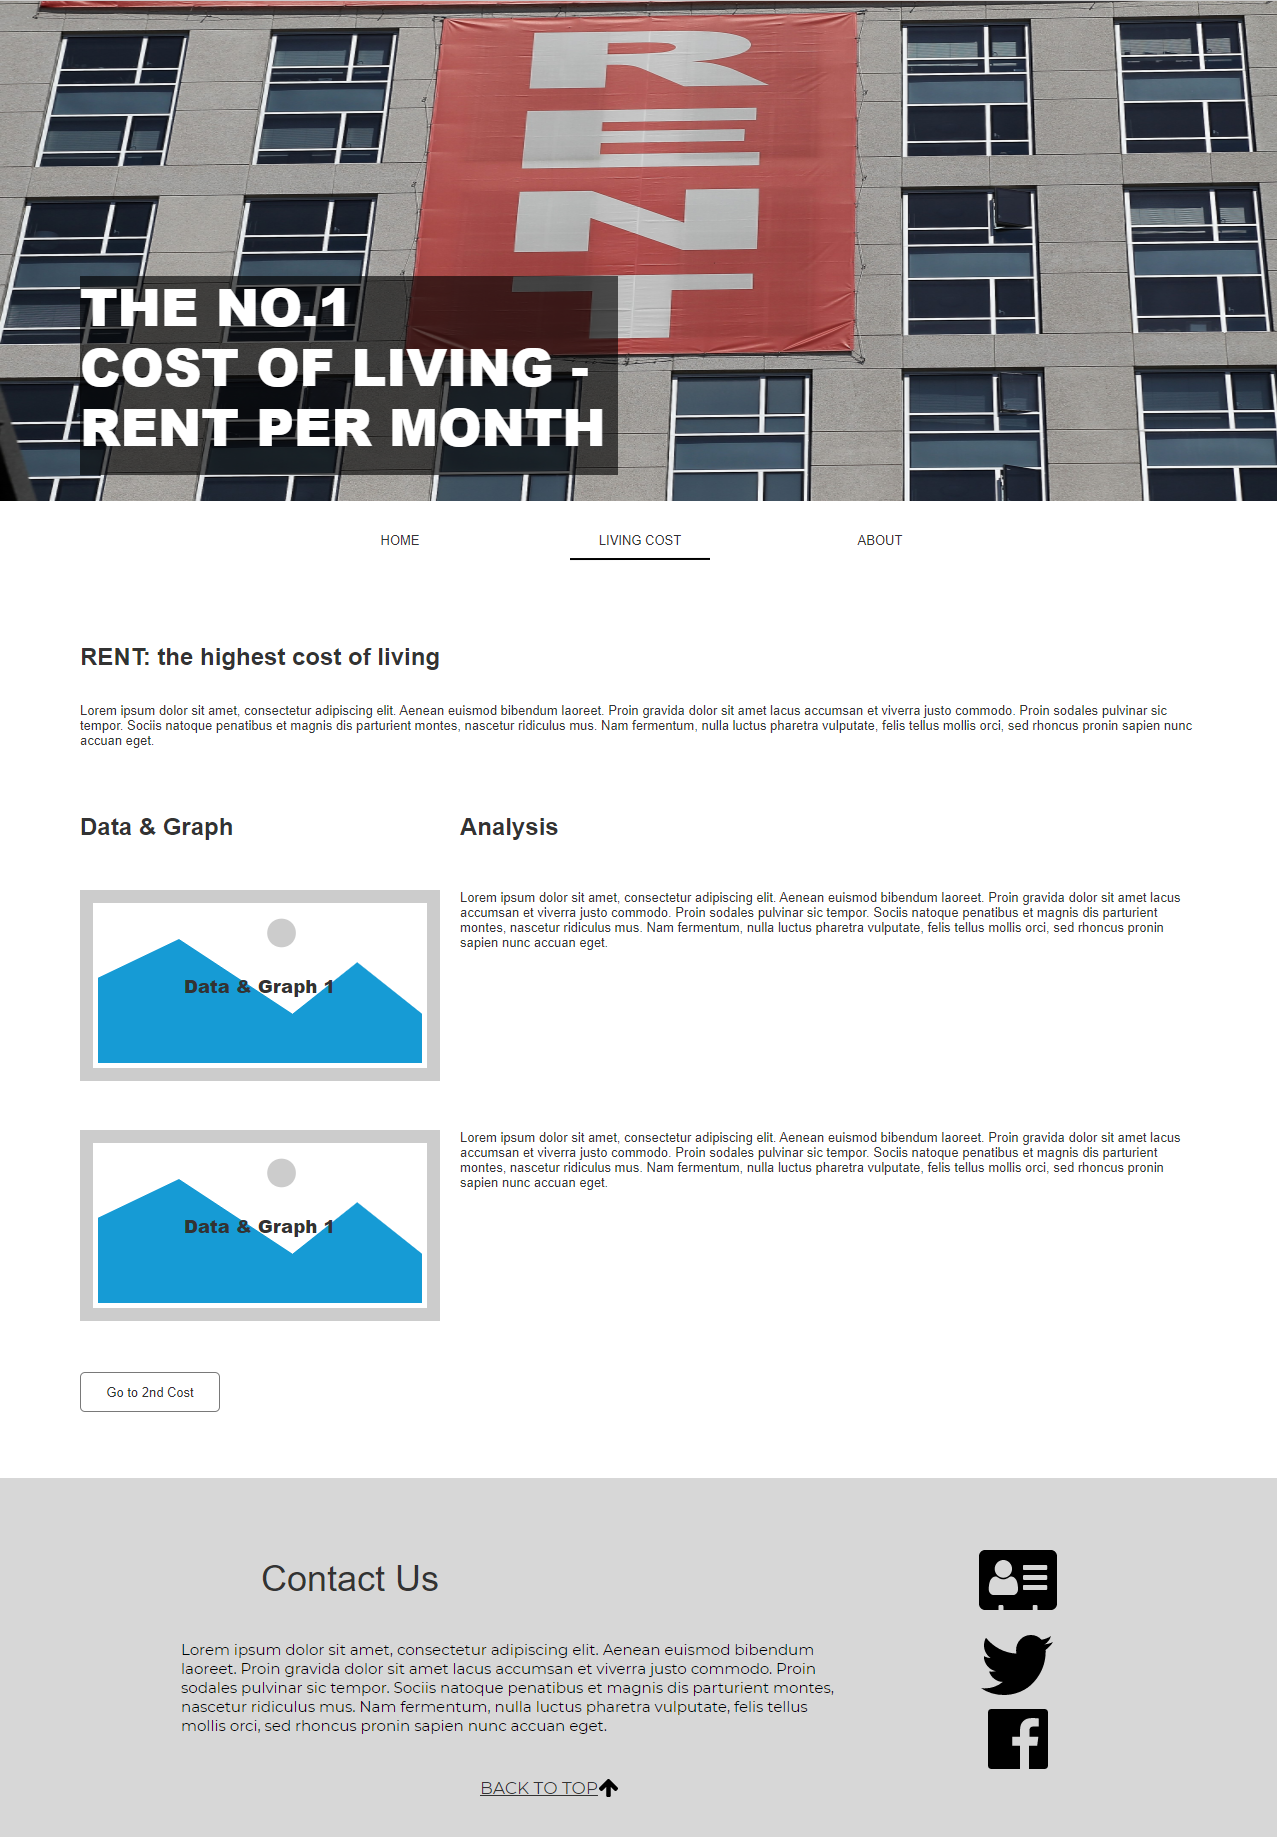 RENT
THE NO.1
COST OF LIVING -
RENT PER MONTH
HOME
LIVING COST
ABOUT
RENT: the highest cost of living
Lorem ipsum dolor sit amet, consectetur adipiscing elit. Aenean euismod bibendum laoreet. Proin gravida dolor sit amet lacus accumsan et viverra justo commodo. Proin sodales pulvinar sic
tempor. Sociis natoque penatibus et magnis dis parturient montes, nascetur ridiculus mus. Nam fermentum, nulla luctus pharetra vulputate, felis tellus mollis orci, sed rhoncus pronin sapien nunc
accuan eget.
Data & Graph
Analysis
Data & Graph 1
Lorem ipsum dolor sit amet, consectetur adipiscing elit. Aenean euismod bibendum laoreet. Proin gravida dolor sit amet lacus
accumsan et viverra justo commodo. Proin sodales pulvinar sic tempor. Sociis natoque penatibus et magnis dis parturient
montes, nascetur ridiculus mus. Nam fermentum, nulla luctus pharetra vulputate, felis tellus mollis orci, sed rhoncus pronin
sapien nunc accuan eget.
Data & Graph 1
Lorem ipsum dolor sit amet, consectetur adipiscing elit. Aenean euismod bibendum laoreet. Proin gravida dolor sit amet lacus
accumsan et viverra justo commodo. Proin sodales pulvinar sic tempor. Sociis natoque penatibus et magnis dis parturient
montes, nascetur ridiculus mus. Nam fermentum, nulla luctus pharetra vulputate, felis tellus mollis orci, sed rhoncus pronin
sapien nunc accuan eget.
Go to 2nd Cost
Contact Us
Lorem ipsum dolor sit amet, consectetur adipiscing elit. Aenean euismod bibendum
laoreet. Proin gravida dolor sit amet lacus accumsan et viverra justo commodo. Proin
sodales pulvinar sic tempor. Sociis natoque penatibus et magnis dis parturient montes,
nascetur ridiculus mus. Nam fermentum, nulla luctus pharetra vulputate, felis tellus
mollis orci, sed rhoncus pronin sapien nunc accuan eget.
BACK TO TOP